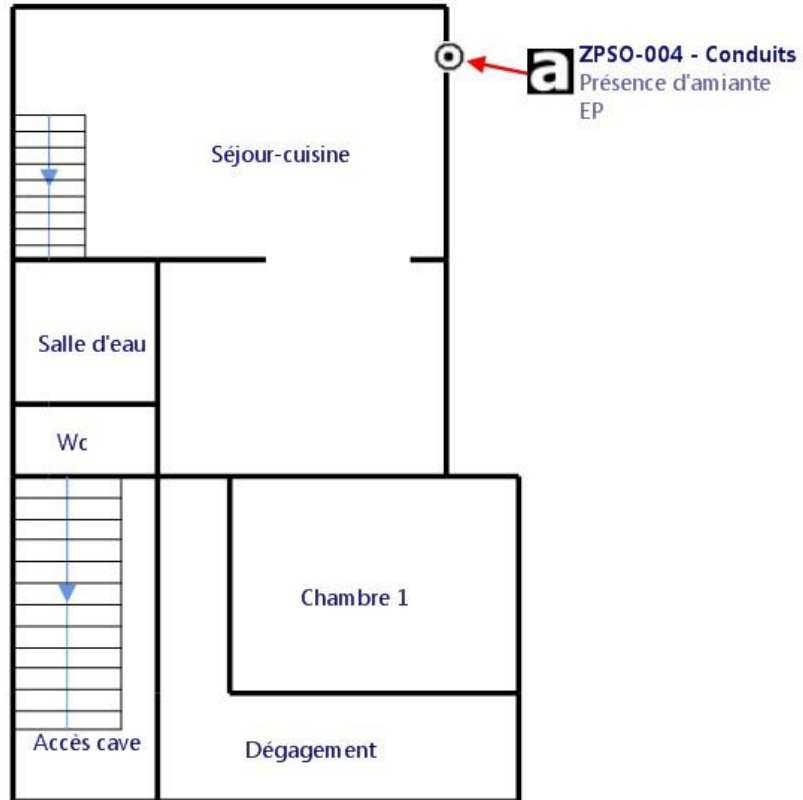 a
ZPSO-004 - Conduits
Présence d'amiante
EP
Séjour-cuisine
Salle d'eau
Wc
Chambre 1
Accès cave
Dégagement